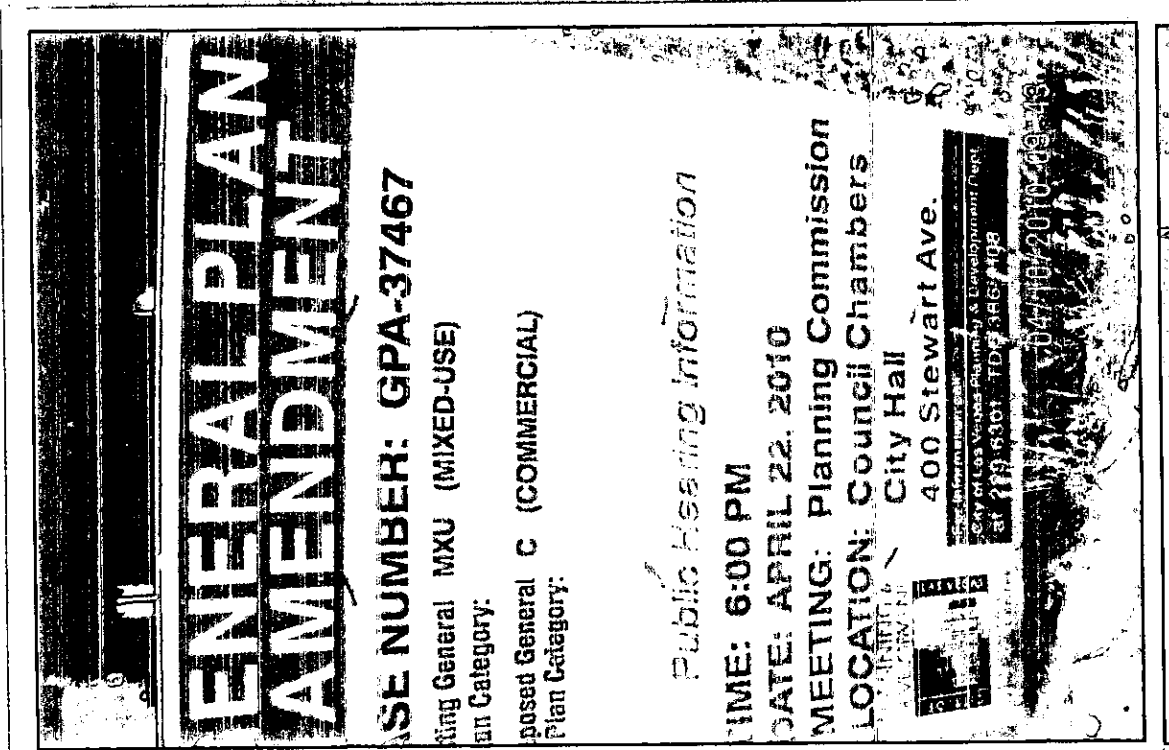 ENERAL PLAN
AMENDMENT
ASE NUMBER: GPA-37467
ting General MXU (MIXED-USE)
an Category:
posed General C (COMMERCIAL)
Plan Category:
Public Hearing Information
TIME: 6:00 PM
DATE: APRIL 22, 2010
MEETING: Planning Commission
LOCATION: Council Chambers
City Hall
400 Stewart Ave.
City of Las Vegas Planning & Development Dept